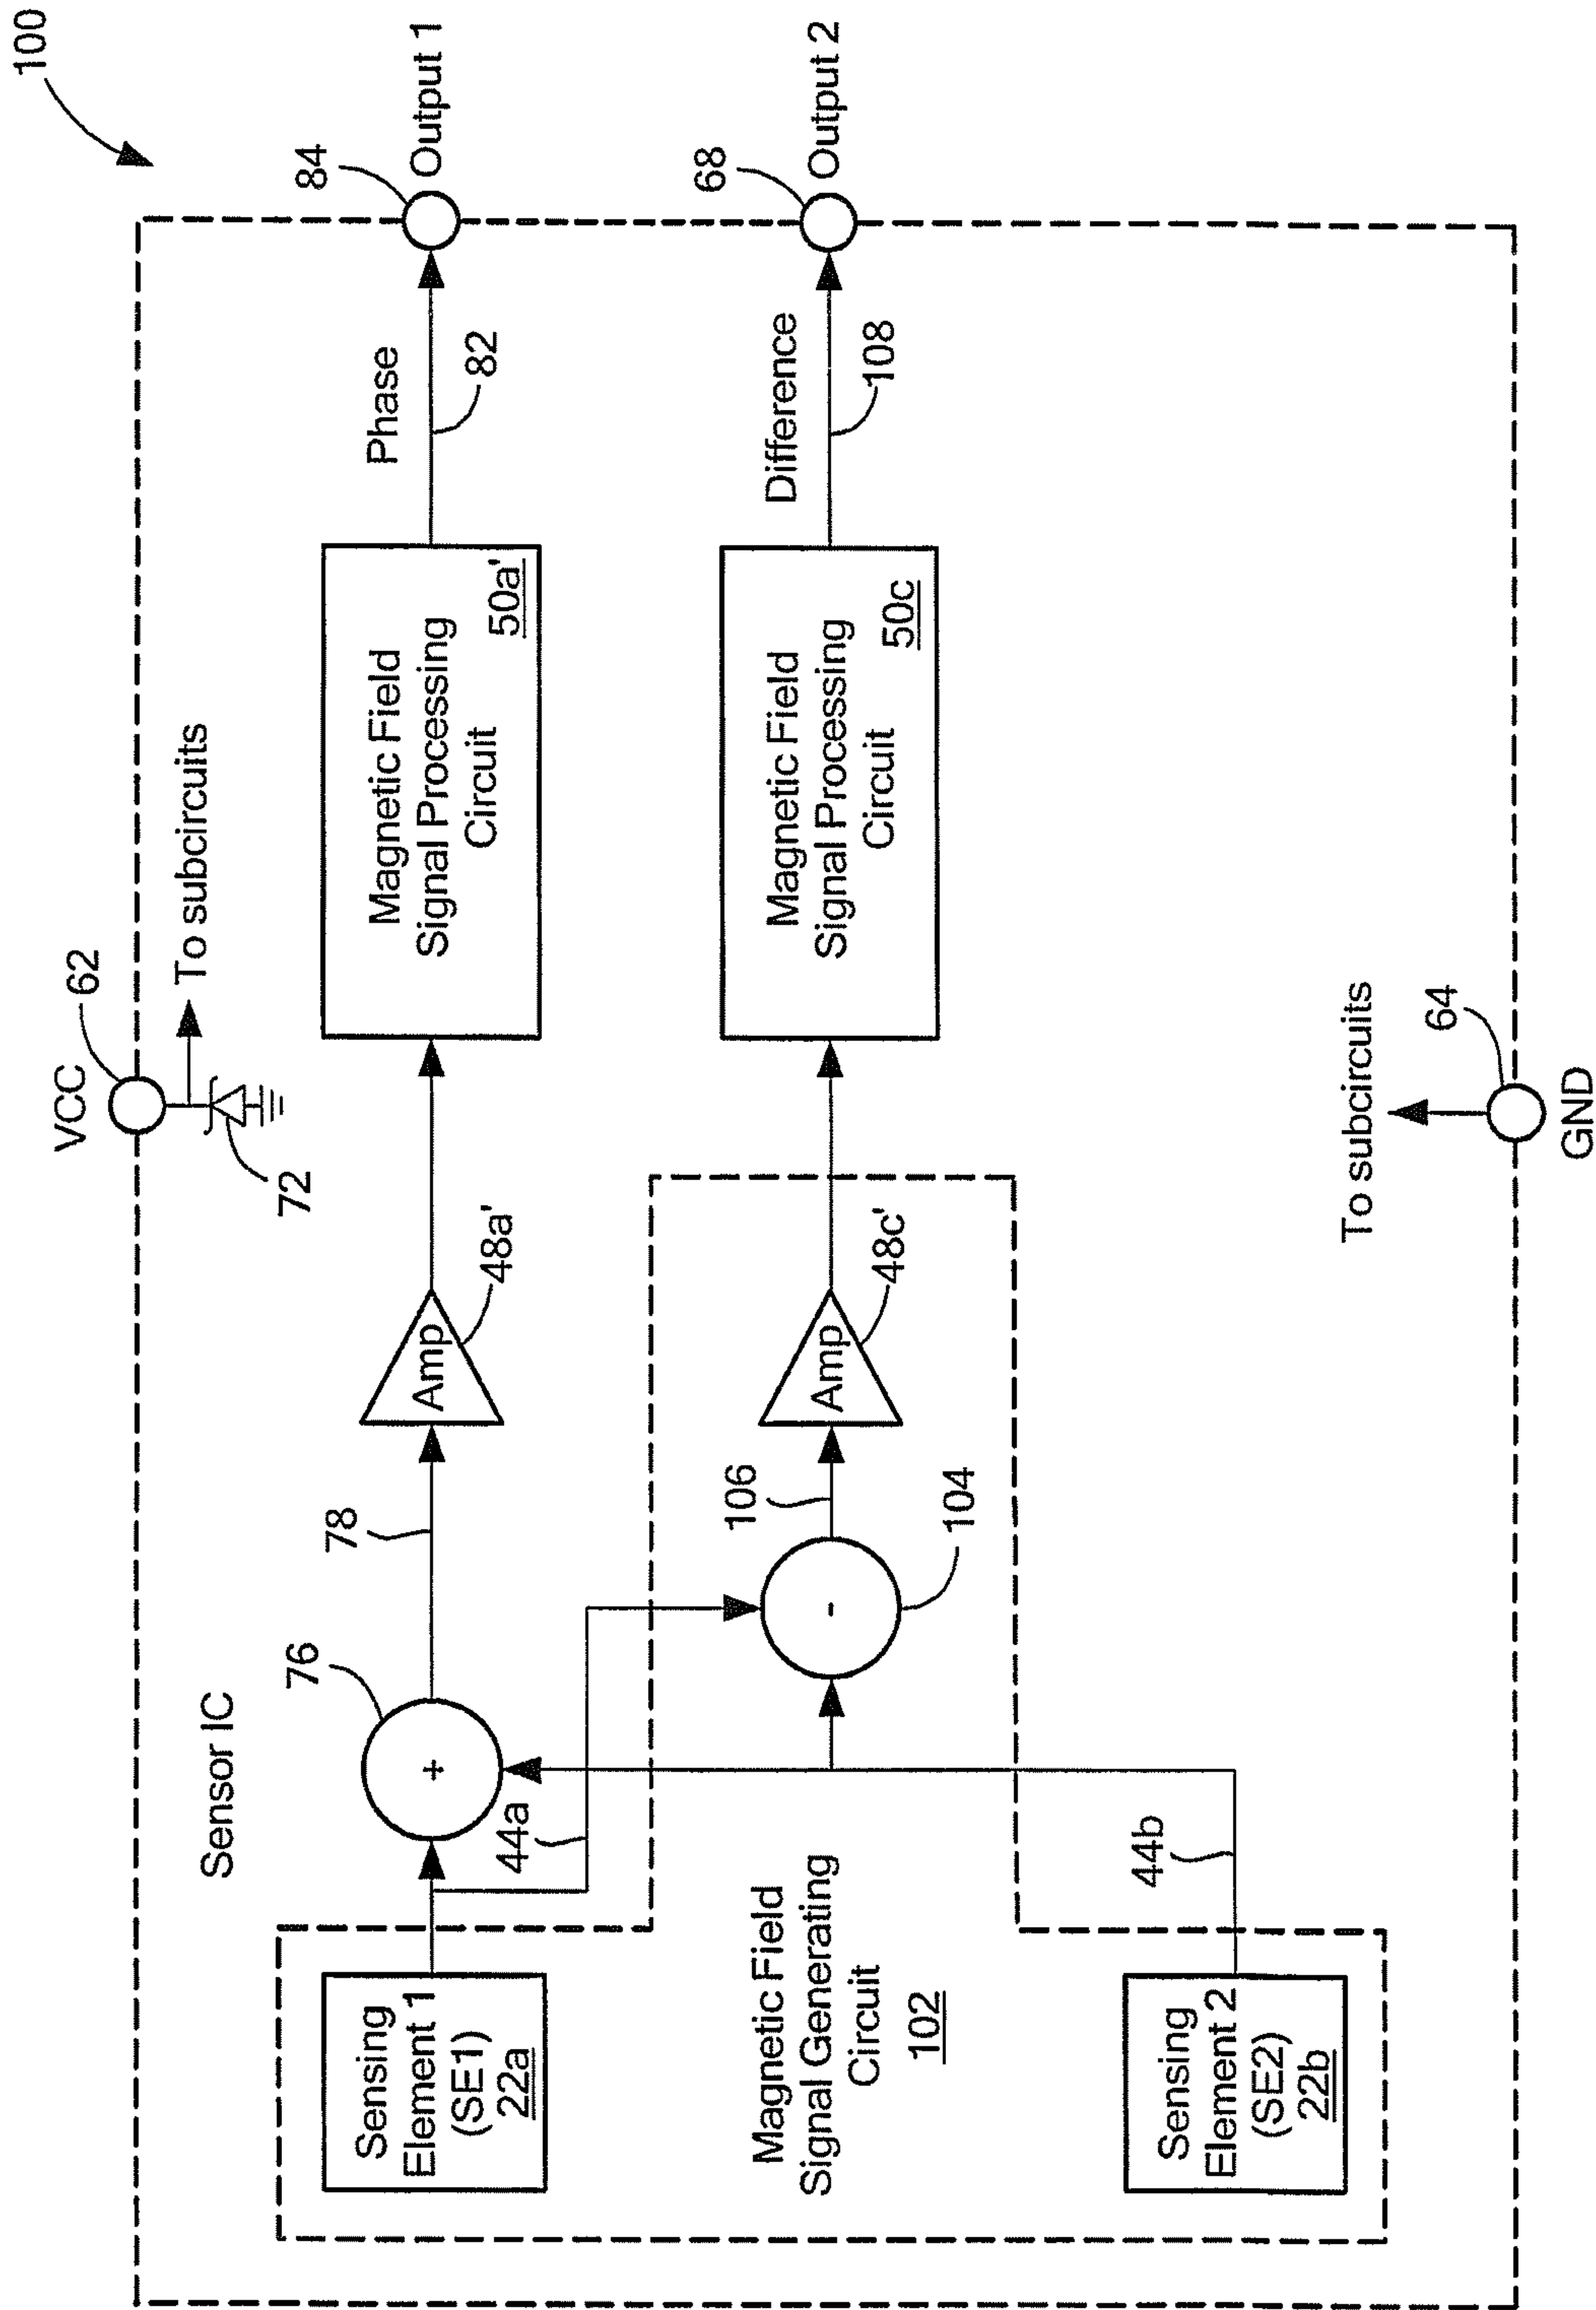 100
VCC
62
To subcircuits
72
Sensor IC
Sensing
Element 1
(SE1)
22a
44a
76
+
78
Amp
48a'
Magnetic Field
Signal Processing
Circuit
50a'
Phase
82
84
Output 1
Magnetic Field
Signal Generating
Circuit
102
-
104
106
Amp
48c'
Magnetic Field
Signal Processing
Circuit
50c
Difference
108
68
Output 2
Sensing
Element 2
(SE2)
22b
44b
To subcircuits
64
GND